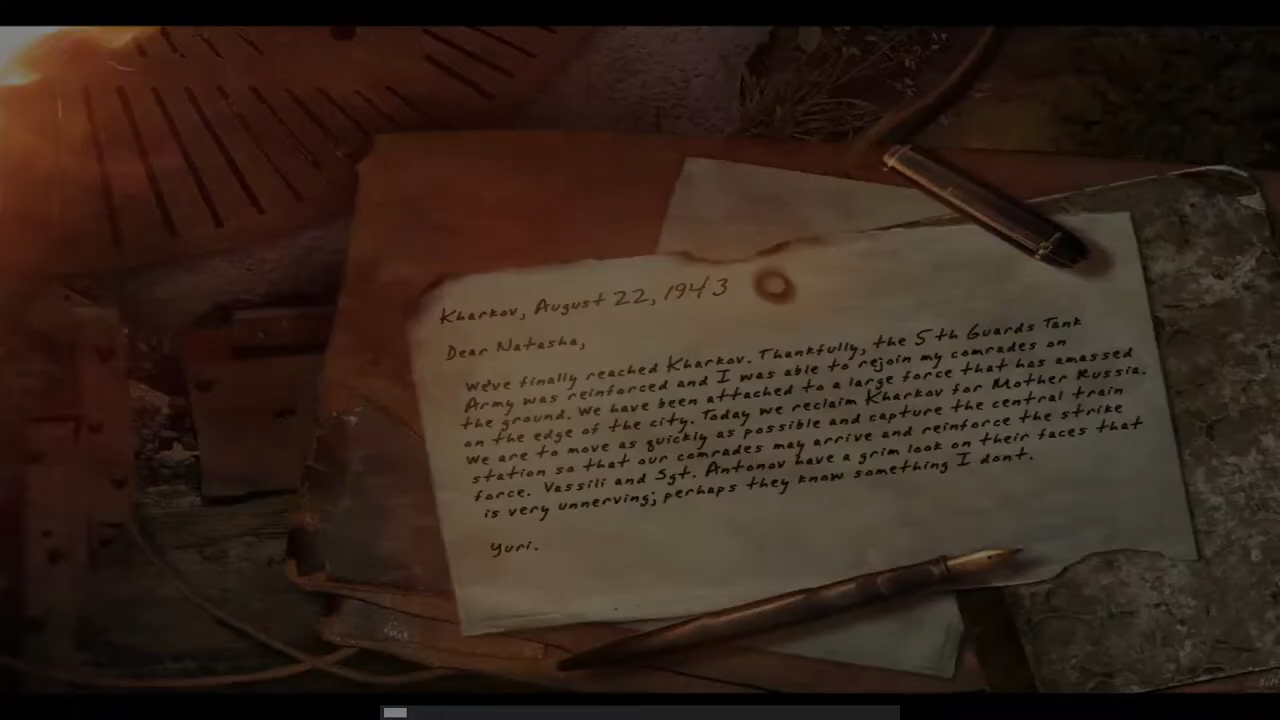 Kharkov, August 22, 1943
Dear Natasha,
We've finally reached Kharkov. Thankfully, the 5th Guards Tank
Army was reinforced and I was able to rejoin my comrades on
the ground. We have been attached to a large force that has amassed
on the edge of the city. Today we reclaim Kharkov for Mother Russia.
We are to move as quickly as possible and capture the central train
station so that our comrades may arrive and reinforce the strike
force. Vassili and Sgt. Antonov have a grim look on their faces that
is very unnerving; perhaps they know something I dont.
Yuri.